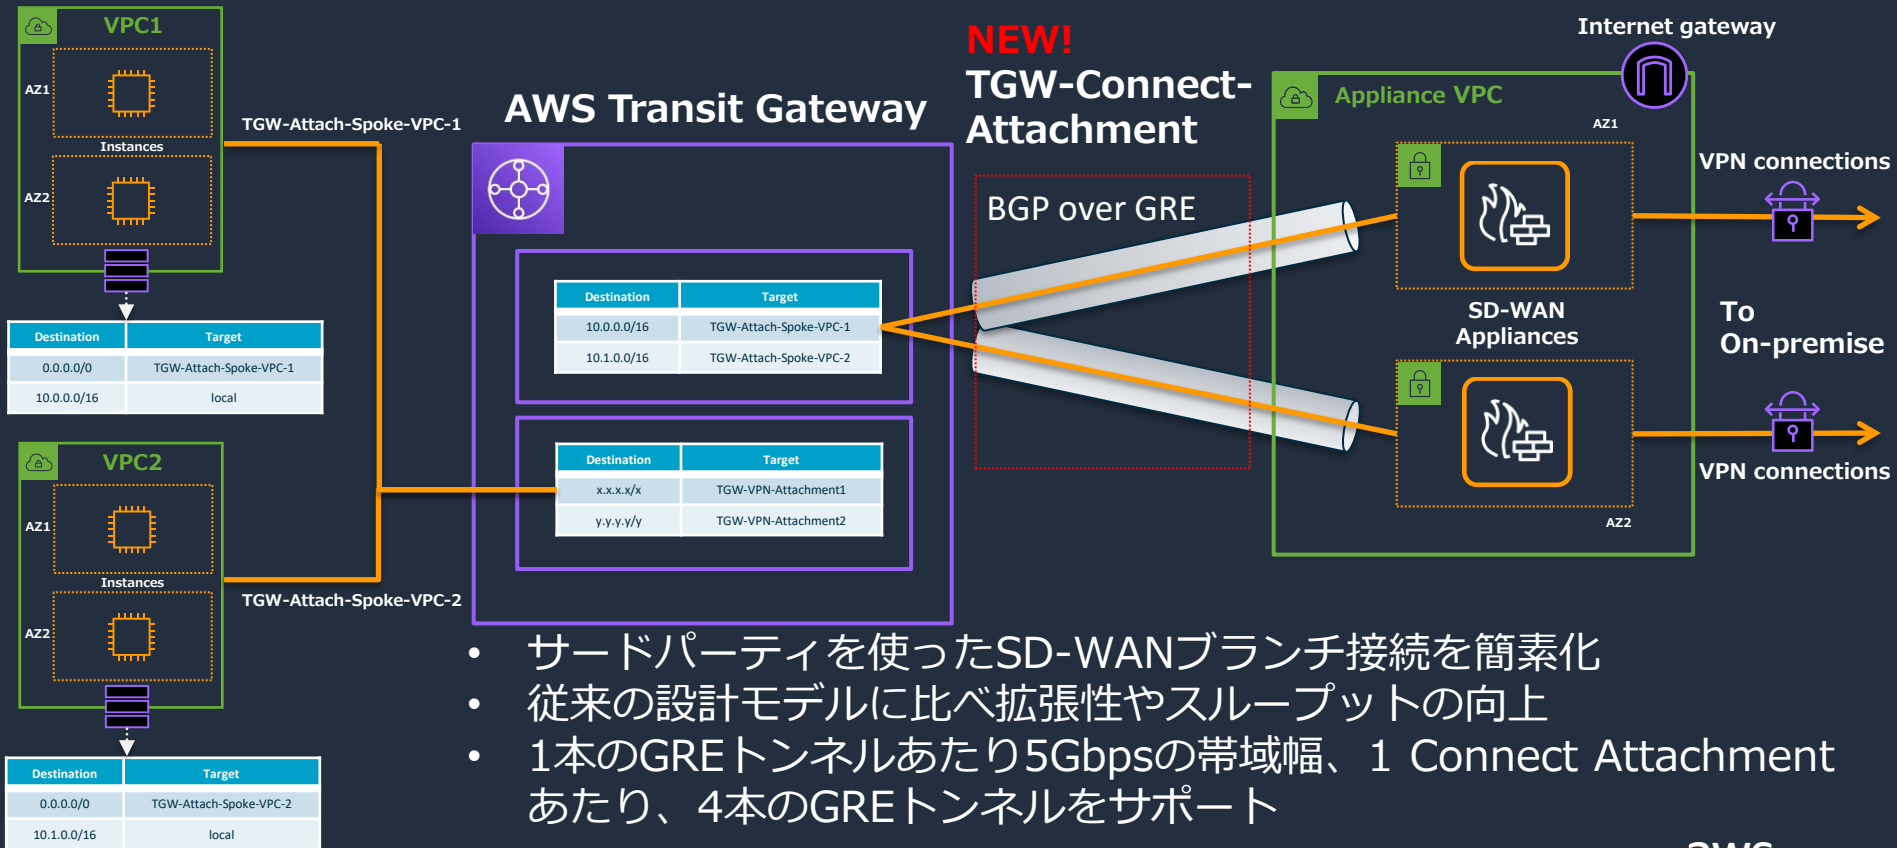 VPC1
AZ1
Instances
AZ2
TGW-Attach-Spoke-VPC-1
Destination Target
0.0.0.0/0 TGW-Attach-Spoke-VPC-1
10.0.0.0/16 local
VPC2
AZ1
Instances
AZ2
TGW-Attach-Spoke-VPC-2
Destination Target
0.0.0.0/0 TGW-Attach-Spoke-VPC-2
10.1.0.0/16 local
AWS Transit Gateway
Destination Target
10.0.0.0/16 TGW-Attach-Spoke-VPC-1
10.1.0.0/16 TGW-Attach-Spoke-VPC-2
Destination Target
x.x.x.x/x TGW-VPN-Attachment1
y.y.y.y/y TGW-VPN-Attachment2
NEW!
TGW-Connect-
Attachment
BGP over GRE
Internet gateway
Appliance VPC
AZ1
SD-WAN
Appliances
AZ2
VPN connections
To
On-premise
VPN connections
• サードパーティを使ったSD-WANブランチ接続を簡素化
• 従来の設計モデルに比べ拡張性やスループットの向上
• 1本のGREトンネルあたり5Gbpsの帯域幅、1 Connect Attachment
あたり、4本のGREトンネルをサポート